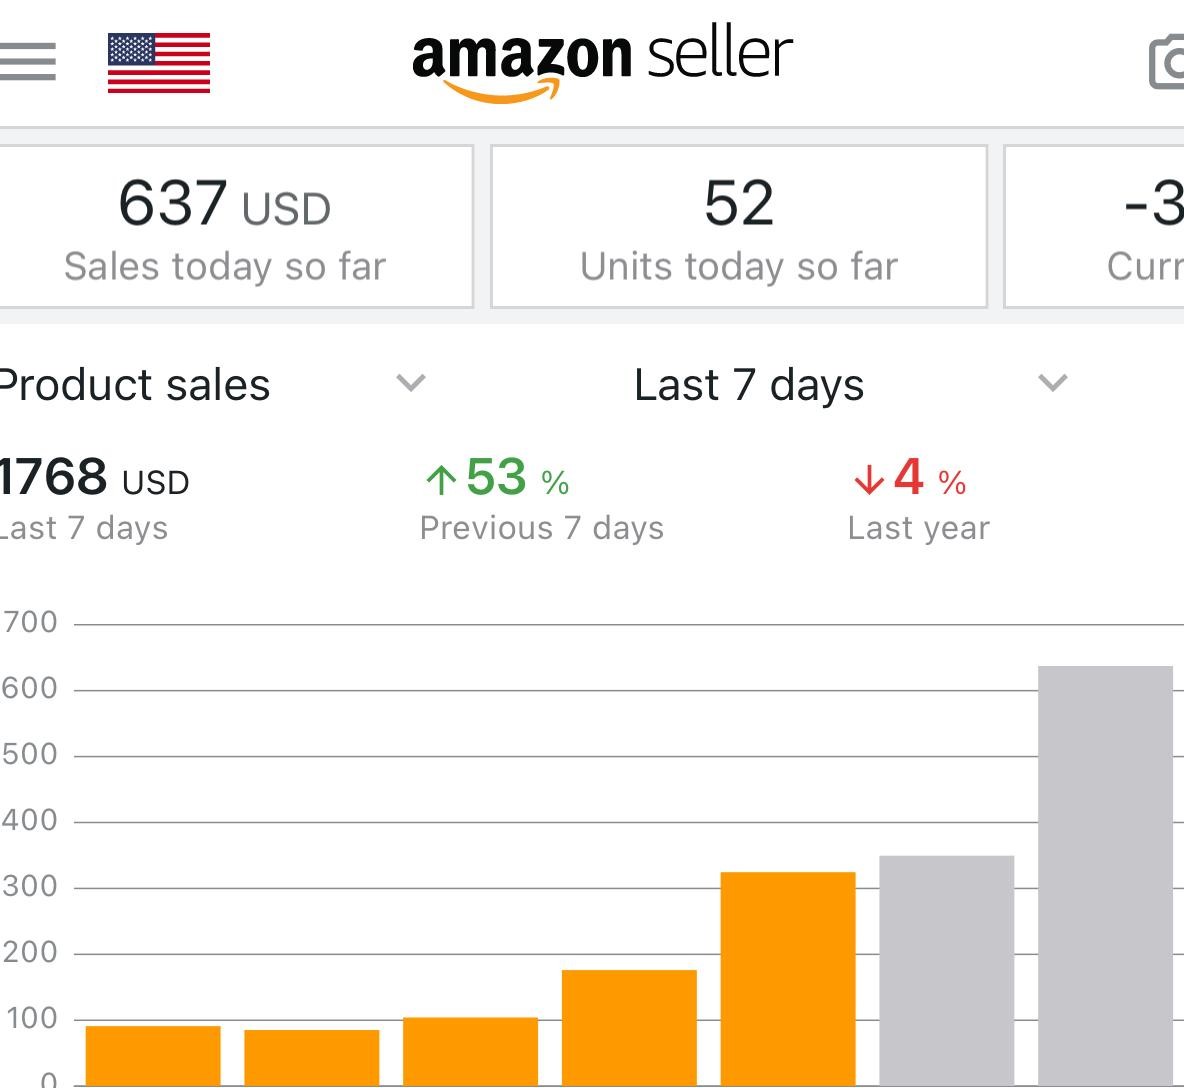 amazon seller
637 USD
Sales today so far
52
Units today so far
-3
Curr
Product sales
Last 7 days
1768 USD
Last 7 days
↑53 %
Previous 7 days
↓4 %
Last year
700
600
500
400
300
200
100
0